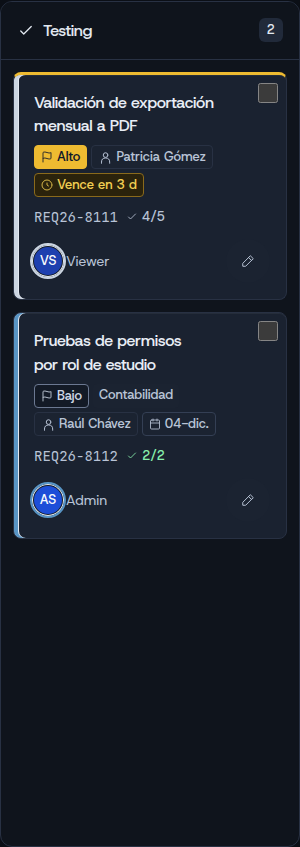 Testing 2
Validación de exportación
mensual a PDF
Alto Patricia Gómez
Vence en 3 d
REQ26-8111 4/5
VS Viewer
Pruebas de permisos
por rol de estudio
Bajo Contabilidad
Raúl Chávez 04-dic.
REQ26-8112 2/2
AS Admin